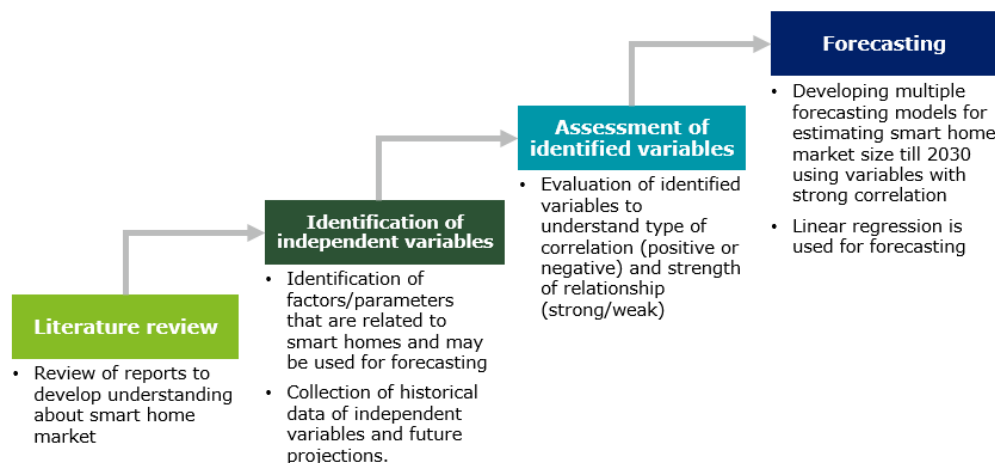 Literature review
• Review of reports to
develop understanding
about smart home
market
Identification of
independent variables
• Identification of
factors/parameters
that are related to
smart homes and may
be used for forecasting
• Collection of historical
data of independent
variables and future
projections.
Assessment of
identified variables
• Evaluation of identified
variables to
understand type of
correlation (positive or
negative) and strength
of relationship
(strong/weak)
Forecasting
• Developing multiple
forecasting models for
estimating smart home
market size till 2030
using variables with
strong correlation
• Linear regression is
used for forecasting